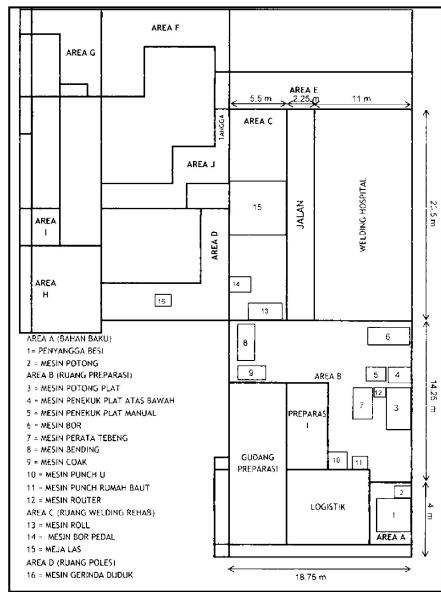 AREA F
AREA G
AREA E
5.5 m
2.25 m
11 m
AREA C
TANGGA
AREA J
JALAN
WELDING HOSPITAL
15
AREA I
AREA D
AREA H
14
16
13
AREA A (BAHAN BAKU)
1= PENYANGGA BESI
2 = MESIN POTONG
AREA B (RUANG PREPARASI)
3 = MESIN POTONG PLAT
4 = MESIN PENEKUK PLAT ATAS BAWAH
5 = MESIN PENEKUK PLAT MANUAL
6 = MESIN BOR
7 = MESIN PERATA TEBENG
8 = MESIN BENDING
9 = MESIN COAK
10 = MESIN PUNCH U
11 = MESIN PUNCH RUMAH BAUT
12 = MESIN ROUTER
AREA C (RUANG WELDING REHAB)
13 = MESIN ROLL
14 = MESIN BOR PEDAL
15 = MEJA LAS
AREA D (RUANG POLES)
16 = MESIN GERINDA DUDUK
8
6
9
AREA B
5
4
12
7
3
PREPARASI
GUDANG PREPARASI
10
11
LOGISTIK
2
1
AREA A
14.25 m
4 m
18.75 m